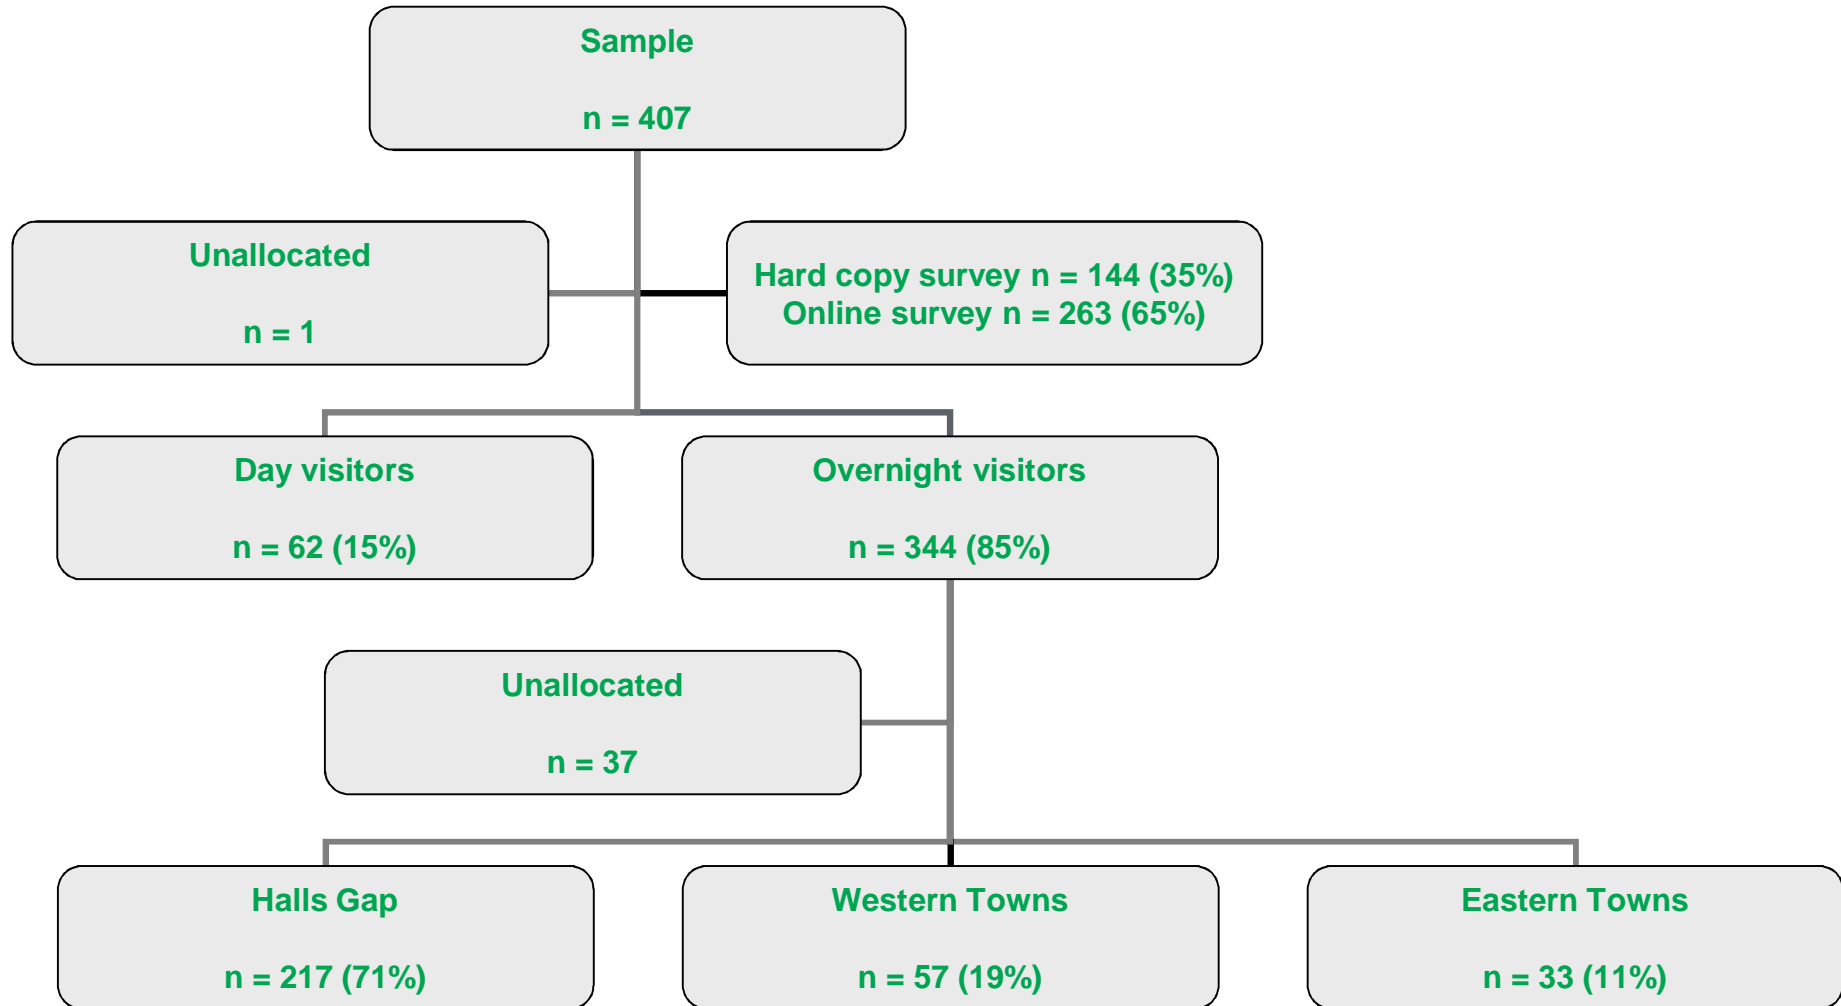 Sample
n = 407
Unallocated
n = 1
Hard copy survey n = 144 (35%)
Online survey n = 263 (65%)
Day visitors
n = 62 (15%)
Overnight visitors
n = 344 (85%)
Unallocated
n = 37
Halls Gap
n = 217 (71%)
Western Towns
n = 57 (19%)
Eastern Towns
n = 33 (11%)